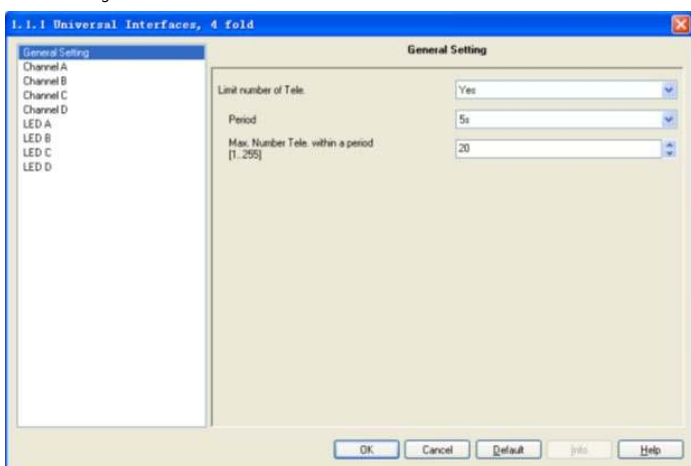 1.1.1 Universal Interfaces, 4 fold
General Setting
Channel A
Channel B
Channel C
Channel D
LED A
LED B
LED C
LED D
General Setting
Limit number of Tele.
Yes
Period
5s
Max. Number Tele. within a period
[1..255]
20
OK
Cancel
Default
Info
Help